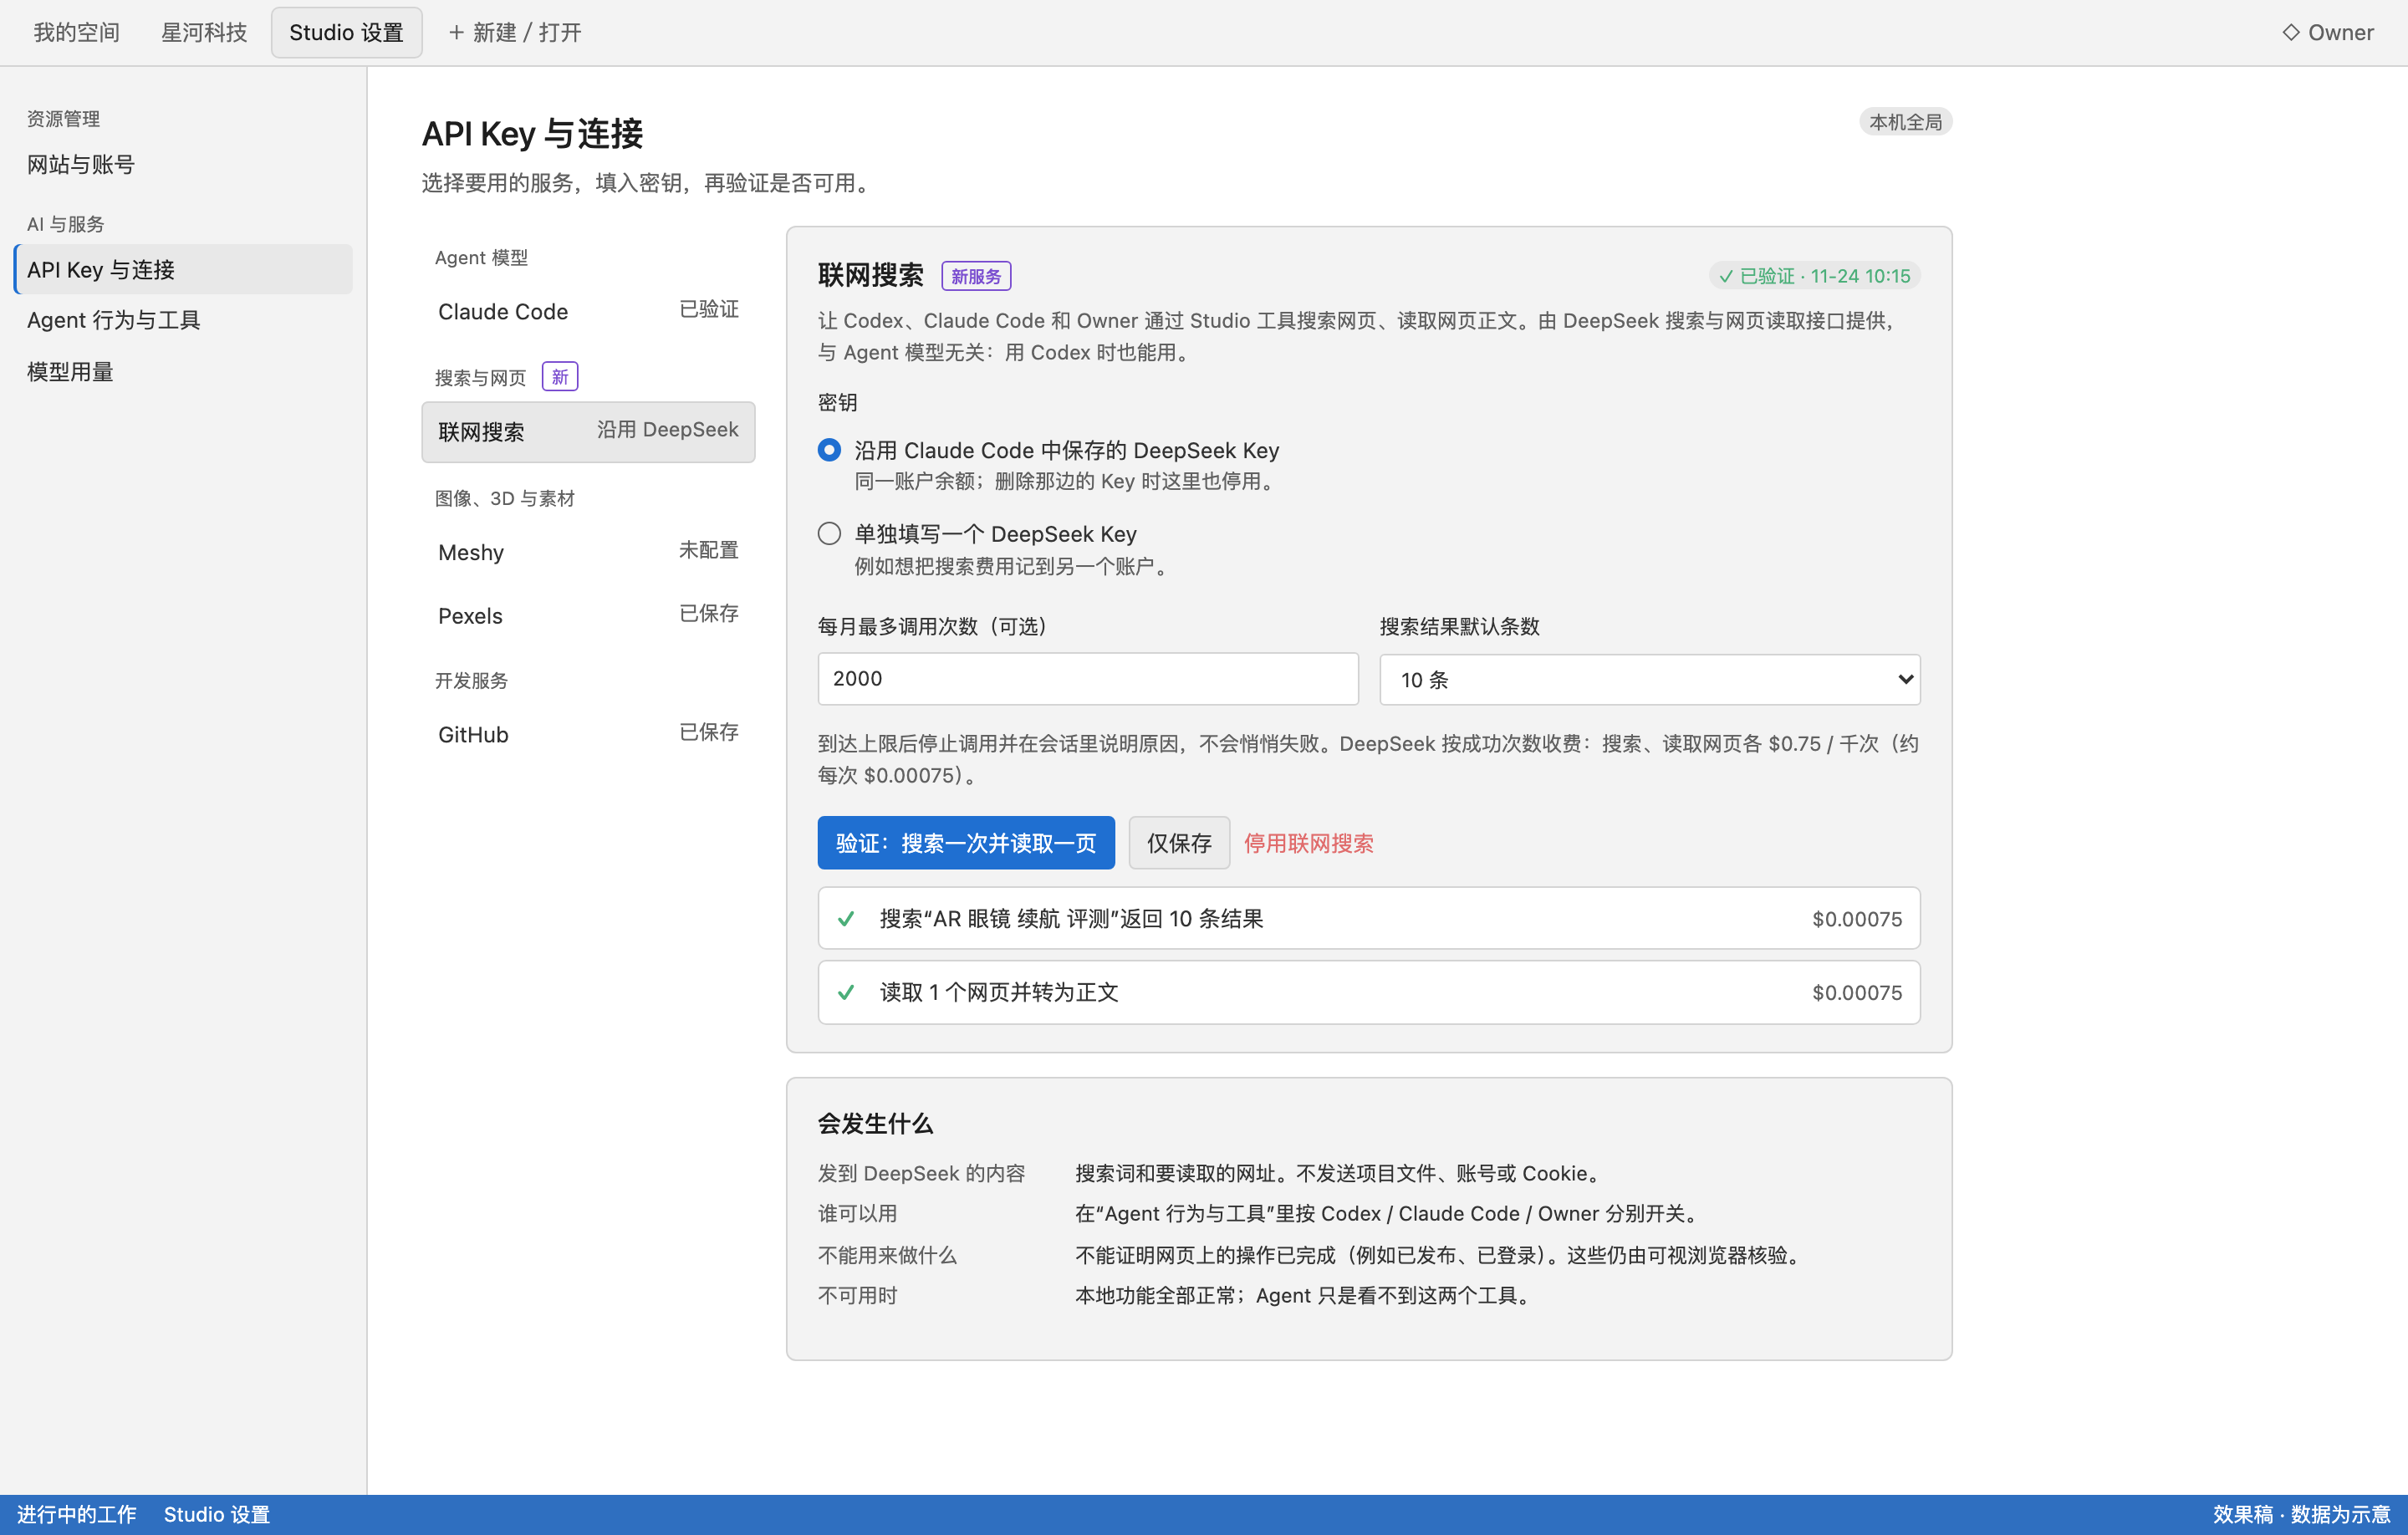 我的空间
星河科技
Studio 设置
+ 新建 / 打开
◇ Owner
资源管理
网站与账号
AI 与服务
API Key 与连接
Agent 行为与工具
模型用量
API Key 与连接
本机全局
选择要用的服务，填入密钥，再验证是否可用。
Agent 模型
Claude Code
已验证
搜索与网页
新
联网搜索
沿用 DeepSeek
图像、3D 与素材
Meshy
未配置
Pexels
已保存
开发服务
GitHub
已保存
联网搜索
新服务
✓ 已验证 · 11-24 10:15
让 Codex、Claude Code 和 Owner 通过 Studio 工具搜索网页、读取网页正文。由 DeepSeek 搜索与网页读取接口提供，
与 Agent 模型无关：用 Codex 时也能用。
密钥
沿用 Claude Code 中保存的 DeepSeek Key
同一账户余额；删除那边的 Key 时这里也停用。
单独填写一个 DeepSeek Key
例如想把搜索费用记到另一个账户。
每月最多调用次数（可选）
搜索结果默认条数
2000
10 条
到达上限后停止调用并在会话里说明原因，不会悄悄失败。DeepSeek 按成功次数收费：搜索、读取网页各 $0.75 / 千次（约
每次 $0.00075）。
验证：搜索一次并读取一页
仅保存
停用联网搜索
✓ 搜索“AR 眼镜 续航 评测”返回 10 条结果
$0.00075
✓ 读取 1 个网页并转为正文
$0.00075
会发生什么
发到 DeepSeek 的内容
搜索词和要读取的网址。不发送项目文件、账号或 Cookie。
谁可以用
在“Agent 行为与工具”里按 Codex / Claude Code / Owner 分别开关。
不能用来做什么
不能证明网页上的操作已完成（例如已发布、已登录）。这些仍由可视浏览器核验。
不可用时
本地功能全部正常；Agent 只是看不到这两个工具。
进行中的工作
Studio 设置
效果稿 · 数据为示意